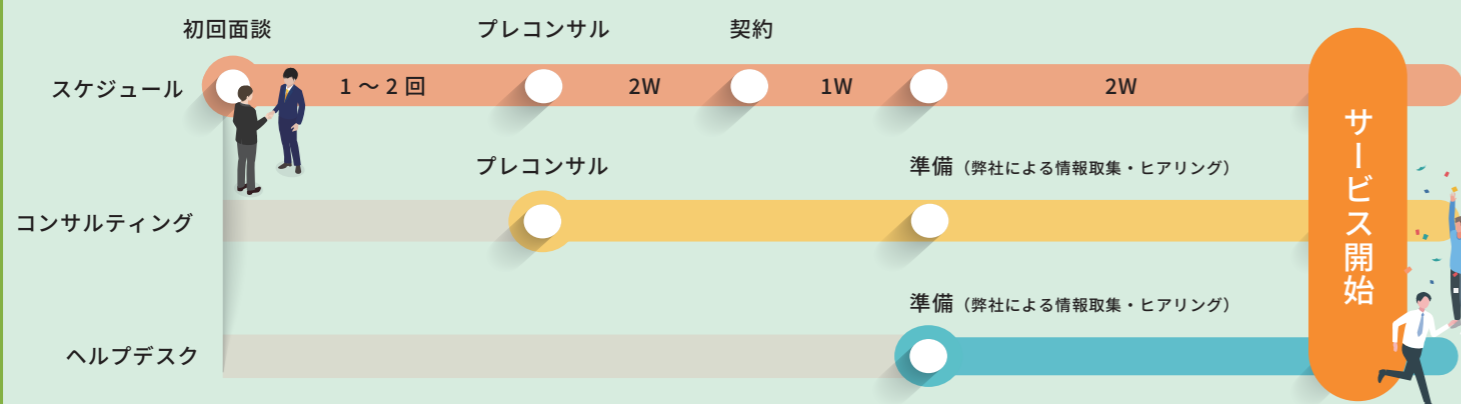 初回面談
プレコンサル
契約
スケジュール
1～2回
2W
1W
2W
プレコンサル
準備（弊社による情報取集・ヒアリング）
コンサルティング
準備（弊社による情報取集・ヒアリング）
ヘルプデスク
サービス開始